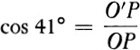 cos 41° = O'P / OP